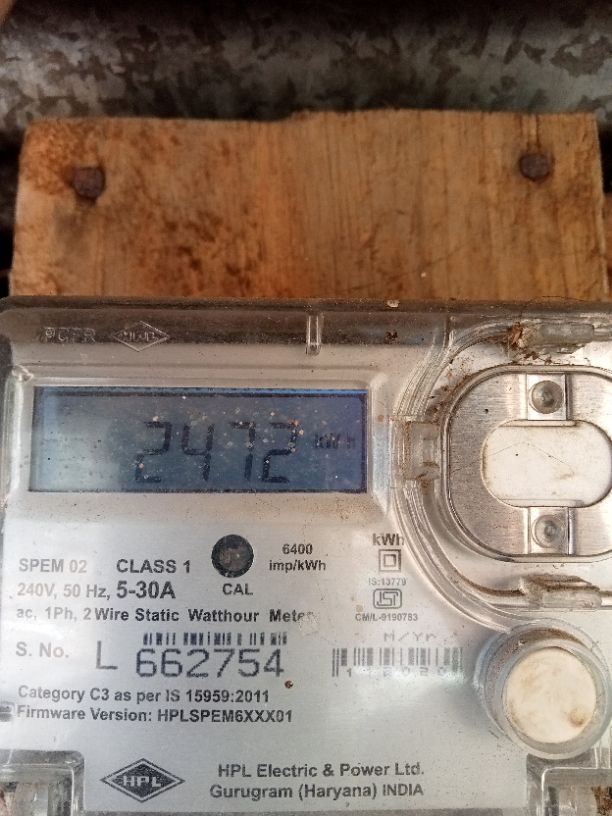 HPL
2472 kWh
SPEM 02 CLASS 1
6400 imp/kWh
kWh
240V, 50 Hz, 5-30A
CAL
IS:13779
ac, 1Ph, 2 Wire Static Watthour Meter
CM/L-9190783
M/Yr.
S. No. L 662754
Category C3 as per IS 15959:2011
Firmware Version: HPLSPEM6XXX01
HPL
HPL Electric & Power Ltd.
Gurugram (Haryana) INDIA